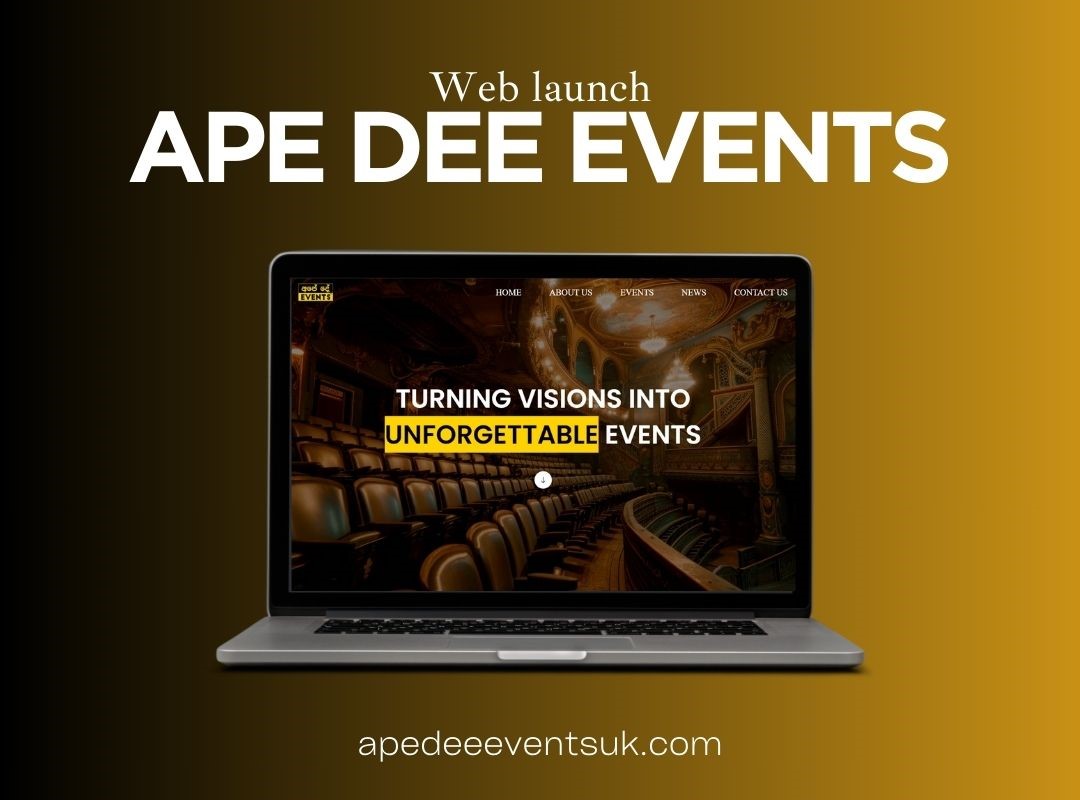 Web launch
APE DEE EVENTS
අපේ දේ
EVENTS
HOME ABOUT US EVENTS NEWS CONTACT US
TURNING VISIONS INTO
UNFORGETTABLE EVENTS
apedeeeventsuk.com